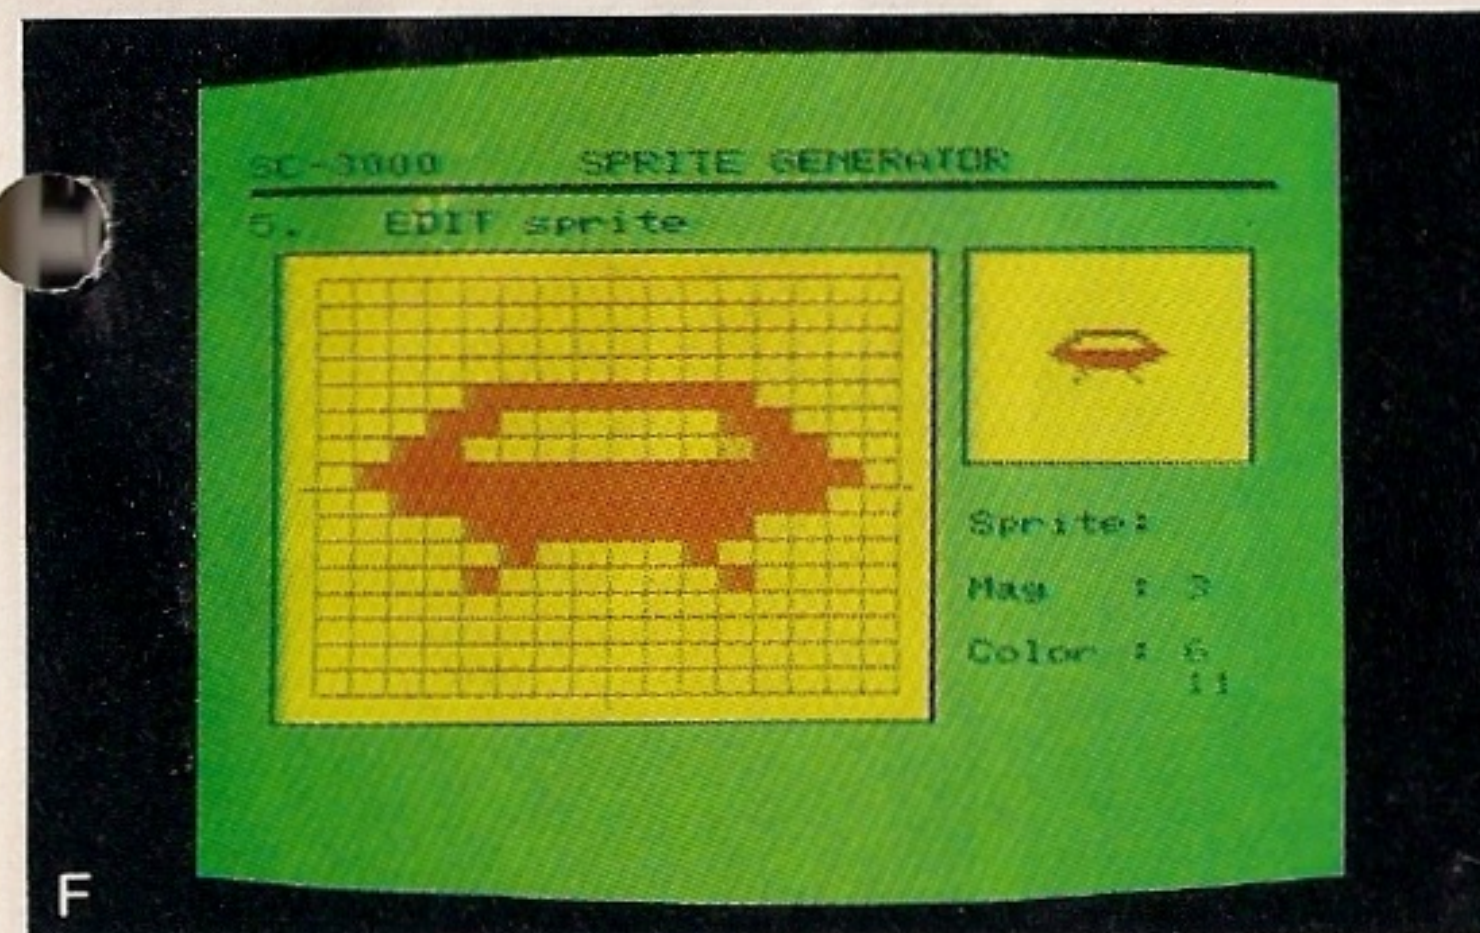 SC-3000 SPRITE GENERATOR
5. EDIT sprite
Sprite:
Mag : 3
Color : 6
11
F